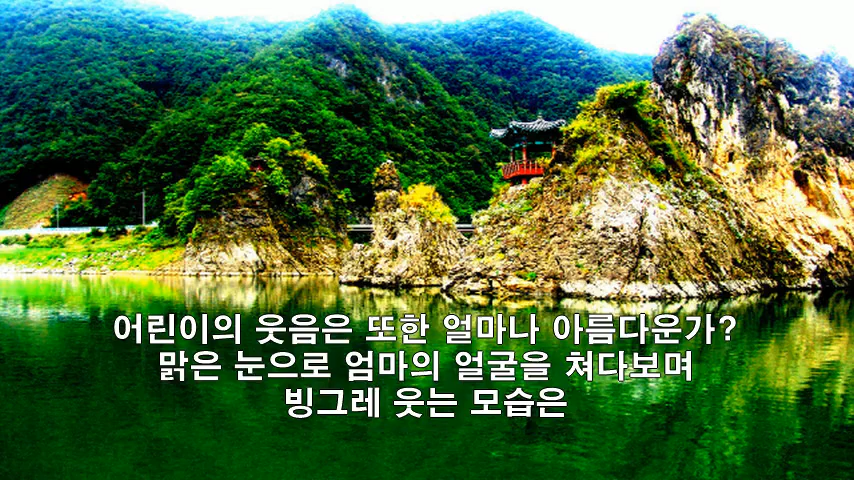 어린이의 웃음은 또한 얼마나 아름다운가?
맑은 눈으로 엄마의 얼굴을 쳐다보며
빙그레 웃는 모습은